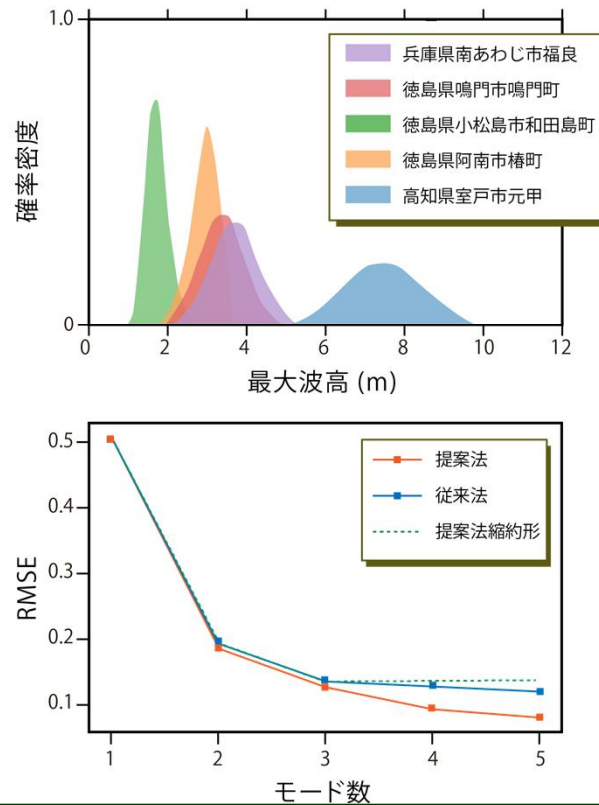 1.0
兵庫県南あわじ市福良
徳島県鳴門市鳴門町
徳島県小松島市和田島町
徳島県阿南市椿町
高知県室戸市元甲
確率密度
0
0 2 4 6 8 10 12
最大波高 (m)
0.5
0.4
0.3
0.2
0.1
RMSE
提案法
従来法
提案法縮約形
1 2 3 4 5
モード数